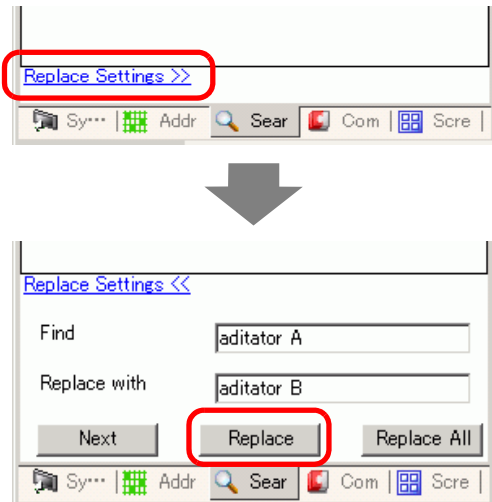 Replace Settings >>
Sy… Addr Sear Com Scre
Replace Settings <<
Find aditator A
Replace with aditator B
Next Replace Replace All
Sy… Addr Sear Com Scre